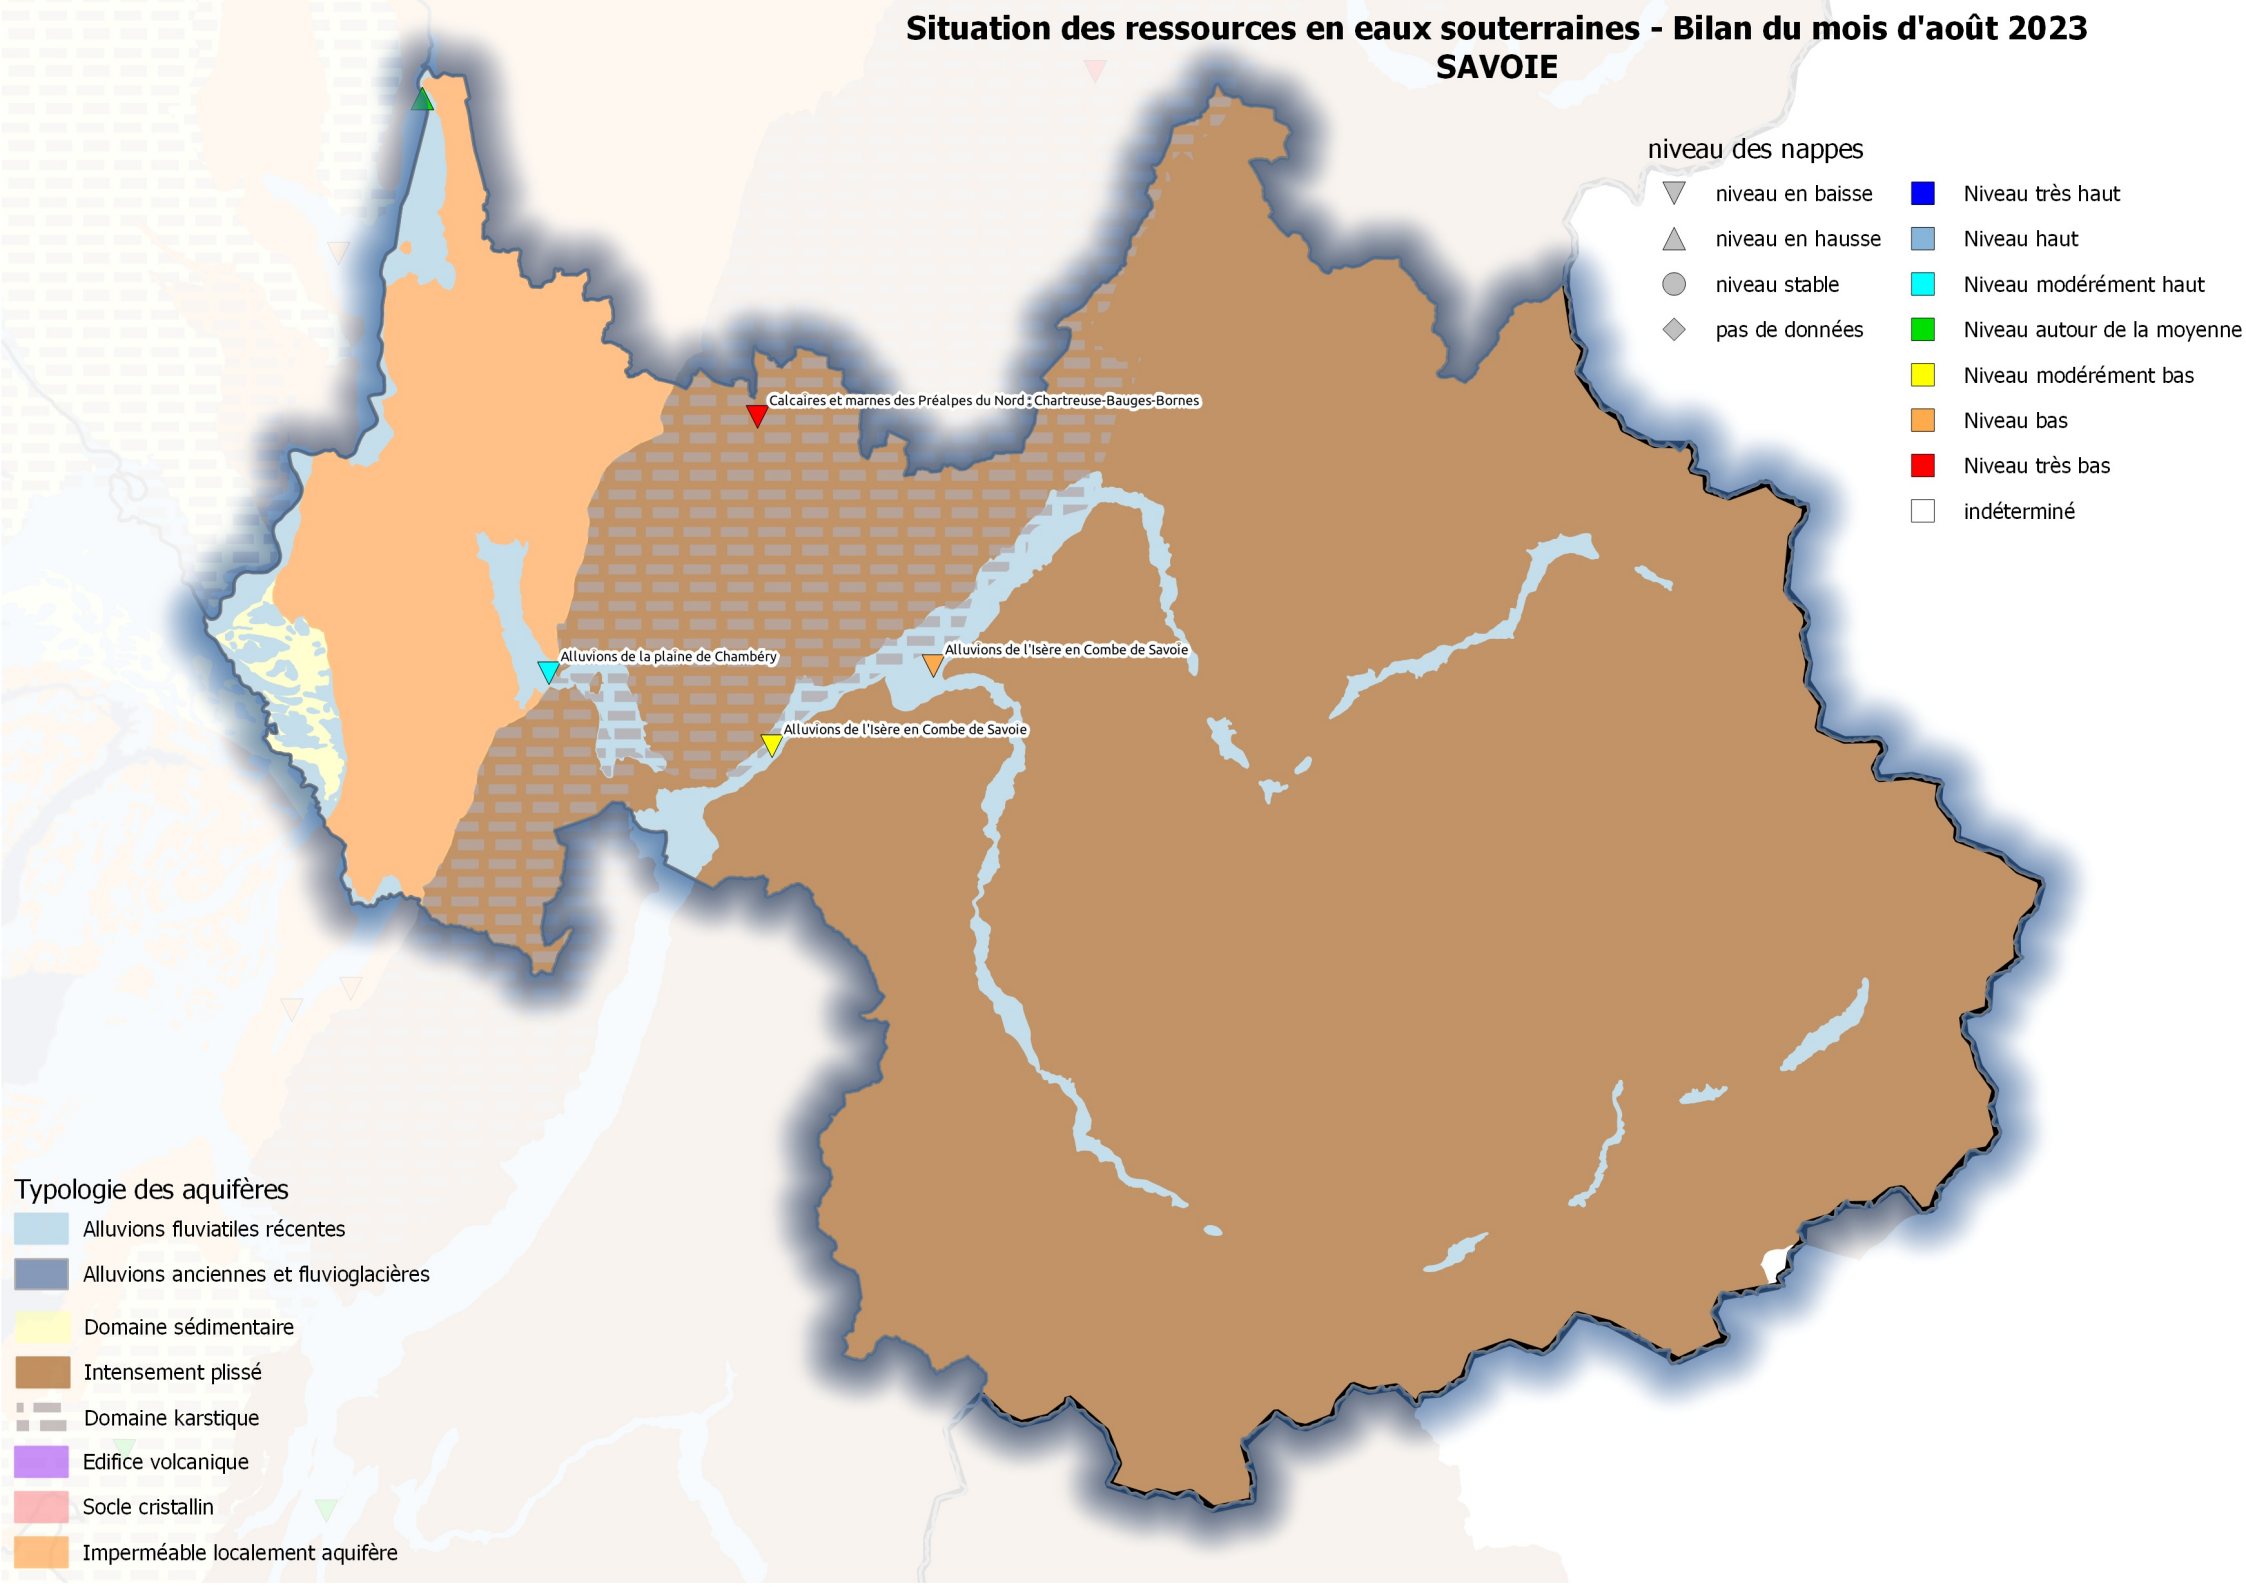 Situation des ressources en eaux souterraines - Bilan du mois d'août 2023
SAVOIE
niveau des nappes
niveau en baisse
niveau en hausse
niveau stable
pas de données
Niveau très haut
Niveau haut
Niveau modérément haut
Niveau autour de la moyenne
Niveau modérément bas
Niveau bas
Niveau très bas
indéterminé
Calcaires et marnes des Préalpes du Nord : Chartreuse-Bauges-Bornes
Alluvions de la plaine de Chambéry
Alluvions de l'Isère en Combe de Savoie
Alluvions de l'Isère en Combe de Savoie
Typologie des aquifères
Alluvions fluviatiles récentes
Alluvions anciennes et fluvioglacières
Domaine sédimentaire
Intensement plissé
Domaine karstique
Edifice volcanique
Socle cristallin
Imperméable localement aquifère